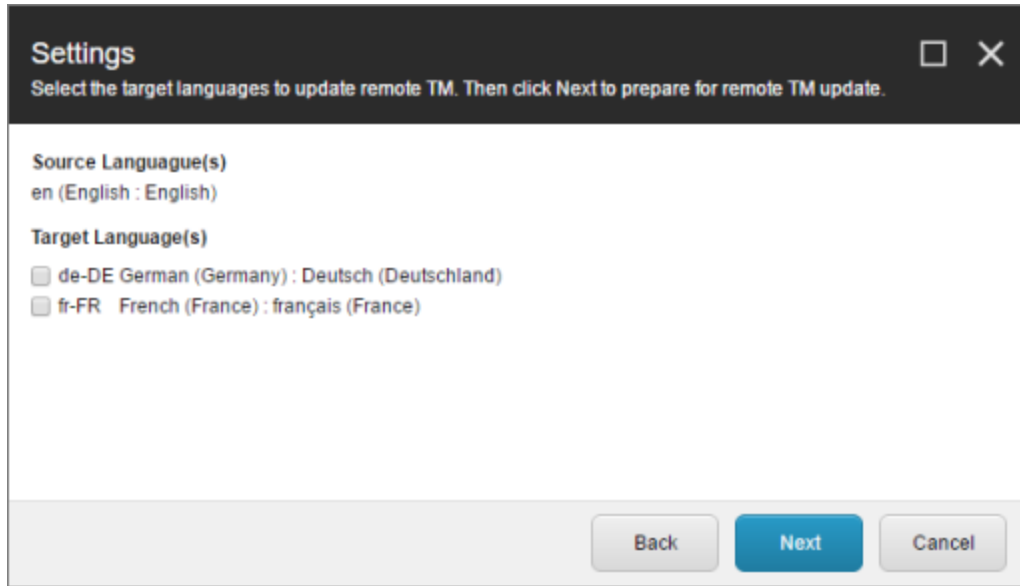 Settings
Select the target languages to update remote TM. Then click Next to prepare for remote TM update.
Source Languague(s)
en (English : English)
Target Language(s)
de-DE German (Germany) : Deutsch (Deutschland)
fr-FR French (France) : français (France)
Back Next Cancel